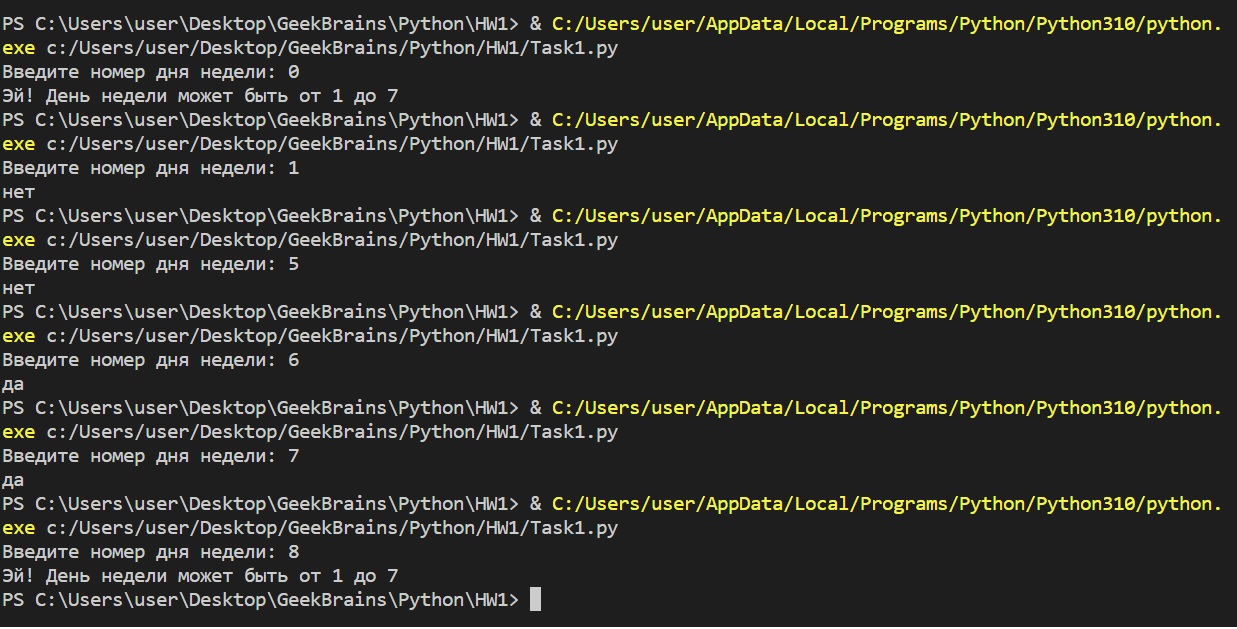 PS C:\Users\user\Desktop\GeekBrains\Python\HW1> & C:/Users/user/AppData/Local/Programs/Python/Python310/python.
exe c:/Users/user/Desktop/GeekBrains/Python/HW1/Task1.py
Введите номер дня недели: 0
Эй! День недели может быть от 1 до 7
PS C:\Users\user\Desktop\GeekBrains\Python\HW1> & C:/Users/user/AppData/Local/Programs/Python/Python310/python.
exe c:/Users/user/Desktop/GeekBrains/Python/HW1/Task1.py
Введите номер дня недели: 1
нет
PS C:\Users\user\Desktop\GeekBrains\Python\HW1> & C:/Users/user/AppData/Local/Programs/Python/Python310/python.
exe c:/Users/user/Desktop/GeekBrains/Python/HW1/Task1.py
Введите номер дня недели: 5
нет
PS C:\Users\user\Desktop\GeekBrains\Python\HW1> & C:/Users/user/AppData/Local/Programs/Python/Python310/python.
exe c:/Users/user/Desktop/GeekBrains/Python/HW1/Task1.py
Введите номер дня недели: 6
да
PS C:\Users\user\Desktop\GeekBrains\Python\HW1> & C:/Users/user/AppData/Local/Programs/Python/Python310/python.
exe c:/Users/user/Desktop/GeekBrains/Python/HW1/Task1.py
Введите номер дня недели: 7
да
PS C:\Users\user\Desktop\GeekBrains\Python\HW1> & C:/Users/user/AppData/Local/Programs/Python/Python310/python.
exe c:/Users/user/Desktop/GeekBrains/Python/HW1/Task1.py
Введите номер дня недели: 8
Эй! День недели может быть от 1 до 7
PS C:\Users\user\Desktop\GeekBrains\Python\HW1>